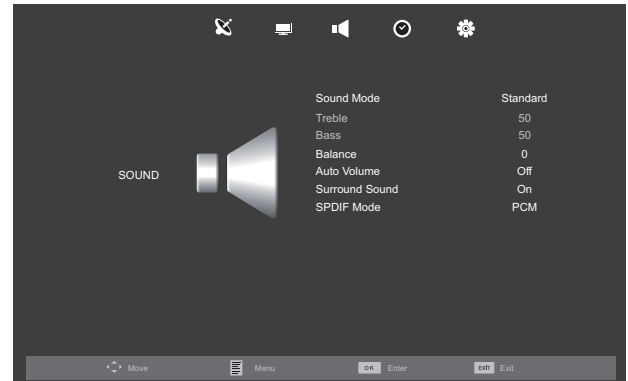 Sound Mode Standard
Treble 50
Bass 50
Balance 0
SOUND
Auto Volume Off
Surround Sound On
SPDIF Mode PCM
Move Menu OK Enter EXIT Exit